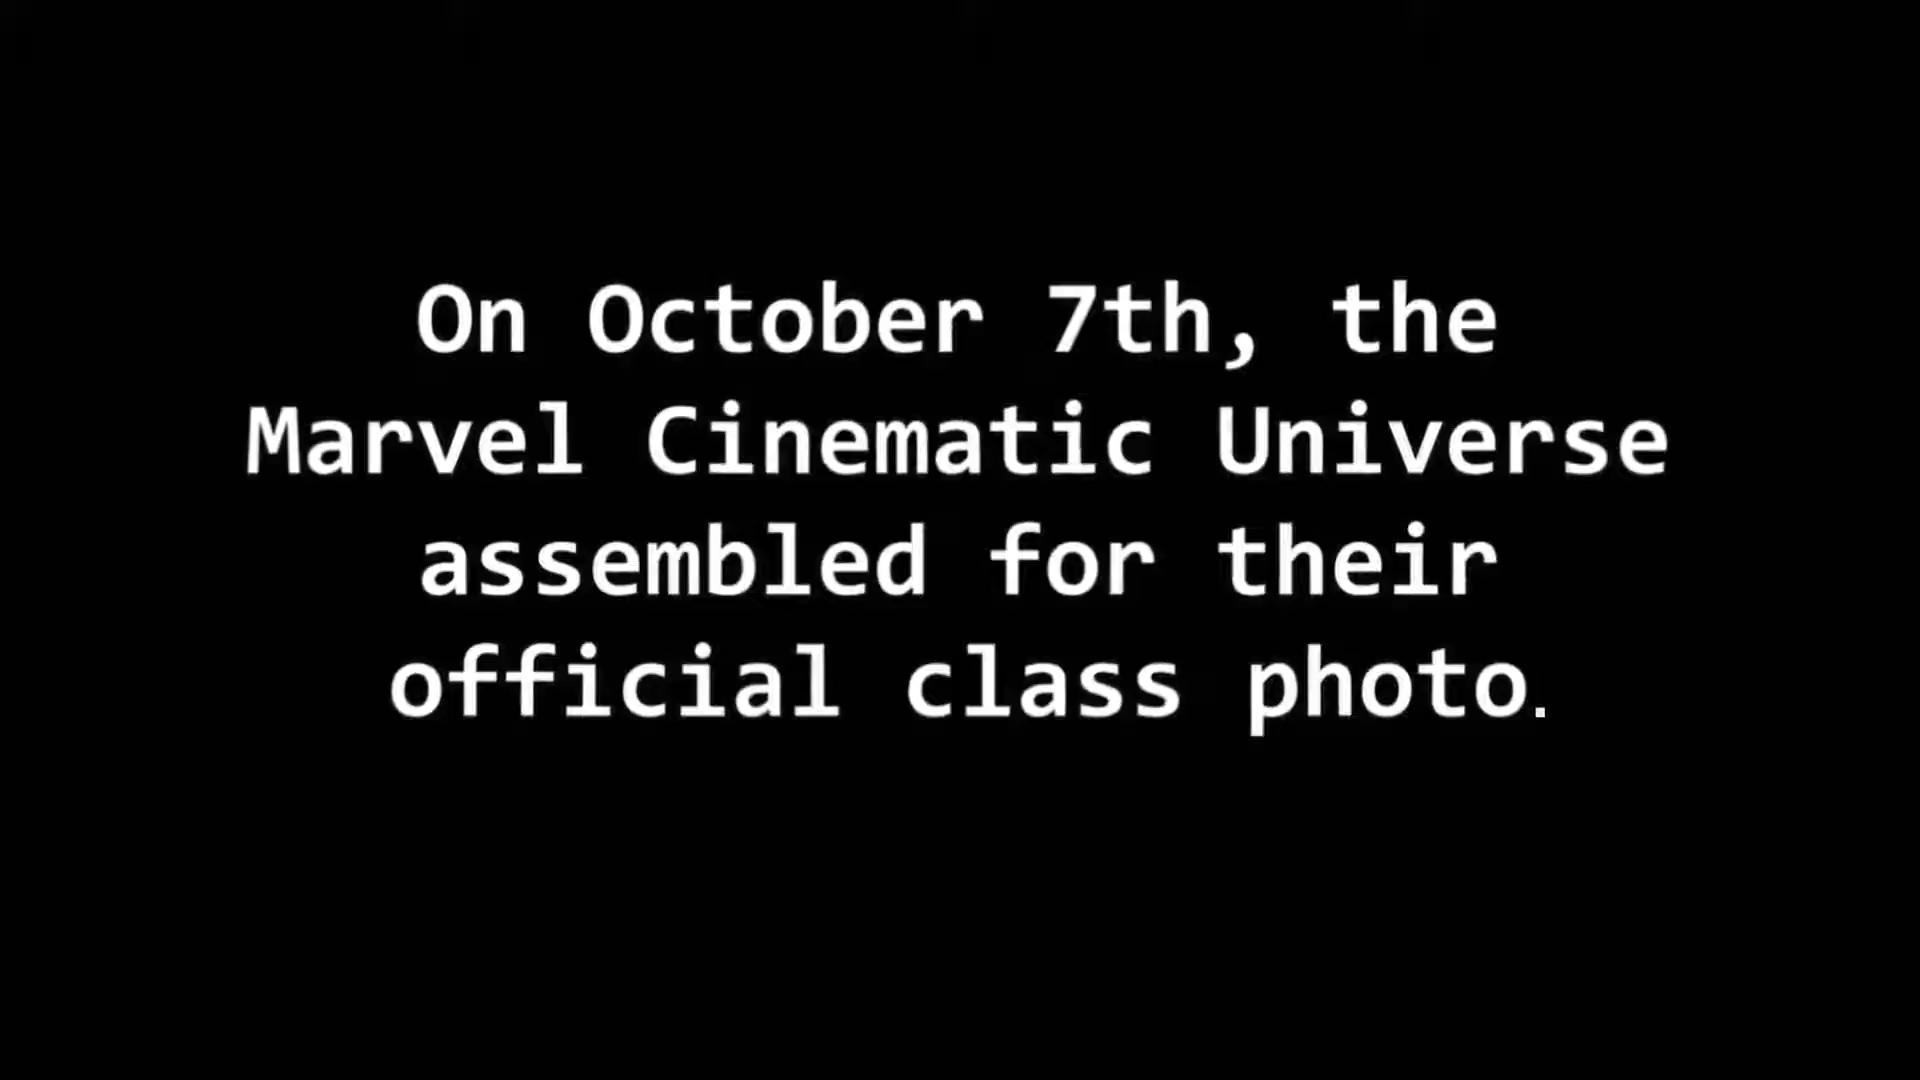 On October 7th, the
Marvel Cinematic Universe
assembled for their
official class photo.